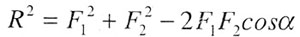 R² = F₁² + F₂² − 2F₁F₂cosα